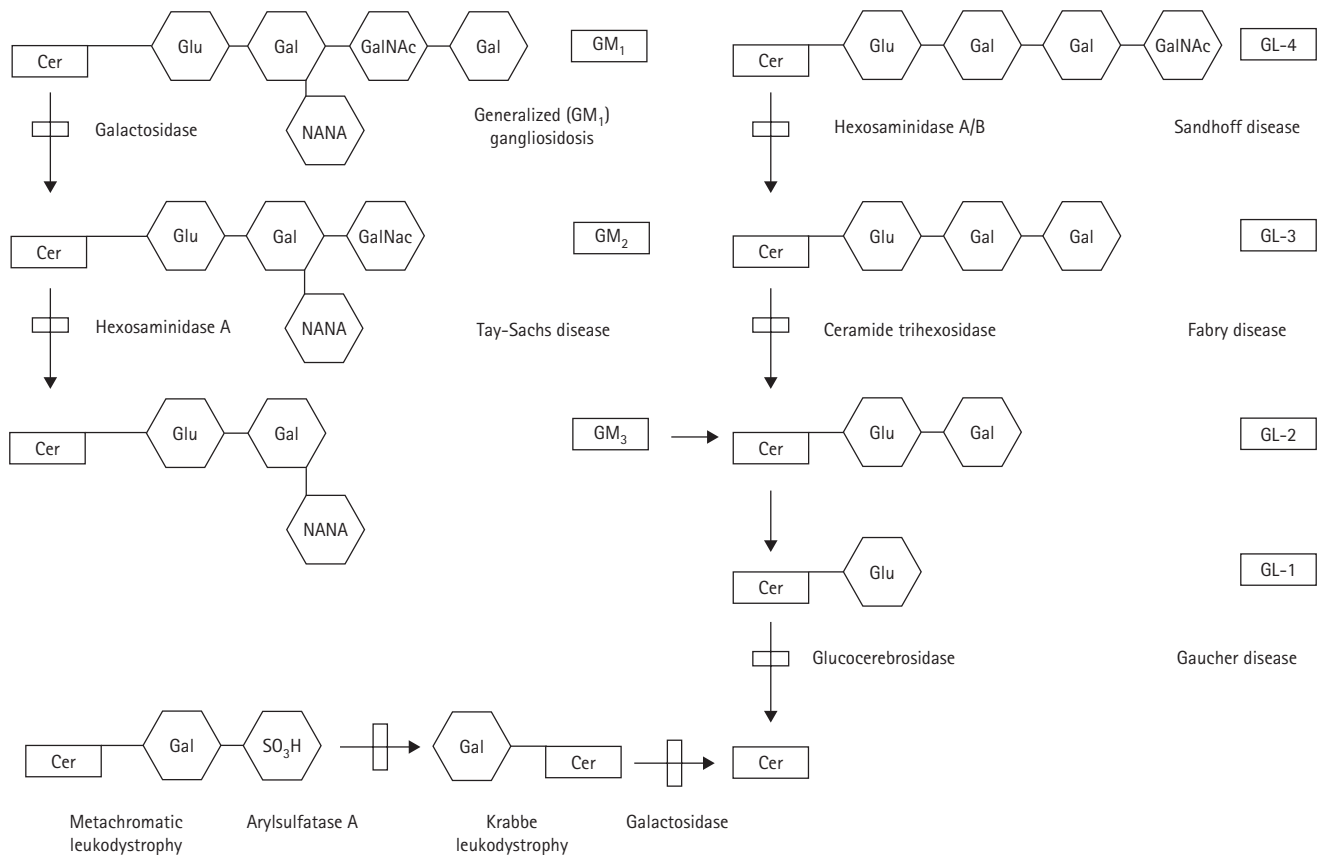 Cer Glu Gal GalNAc Gal GM₁
NANA
Galactosidase
Generalized (GM₁)
gangliosidosis
Cer Glu Gal Gal GalNAc GL-4
Hexosaminidase A/B Sandhoff disease
Cer Glu Gal GalNac GM₂
NANA
Hexosaminidase A Tay-Sachs disease
Cer Glu Gal Gal GL-3
Ceramide trihexosidase Fabry disease
Cer Glu Gal GM₃
NANA
Cer Glu Gal GL-2
Cer Glu GL-1
Glucocerebrosidase Gaucher disease
Cer Gal SO₃H Gal Cer Cer
Metachromatic
leukodystrophy
Arylsulfatase A
Krabbe
leukodystrophy
Galactosidase